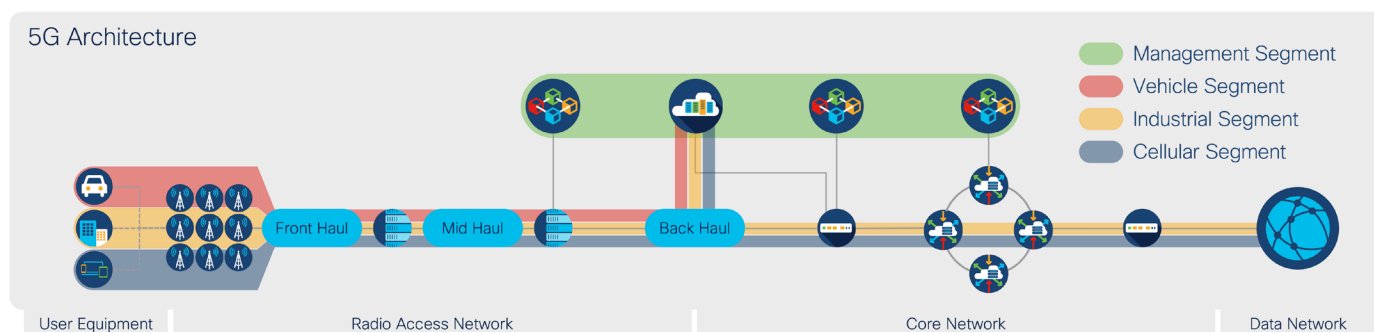 5G Architecture
Management Segment
Vehicle Segment
Industrial Segment
Cellular Segment
Front Haul
Mid Haul
Back Haul
User Equipment
Radio Access Network
Core Network
Data Network